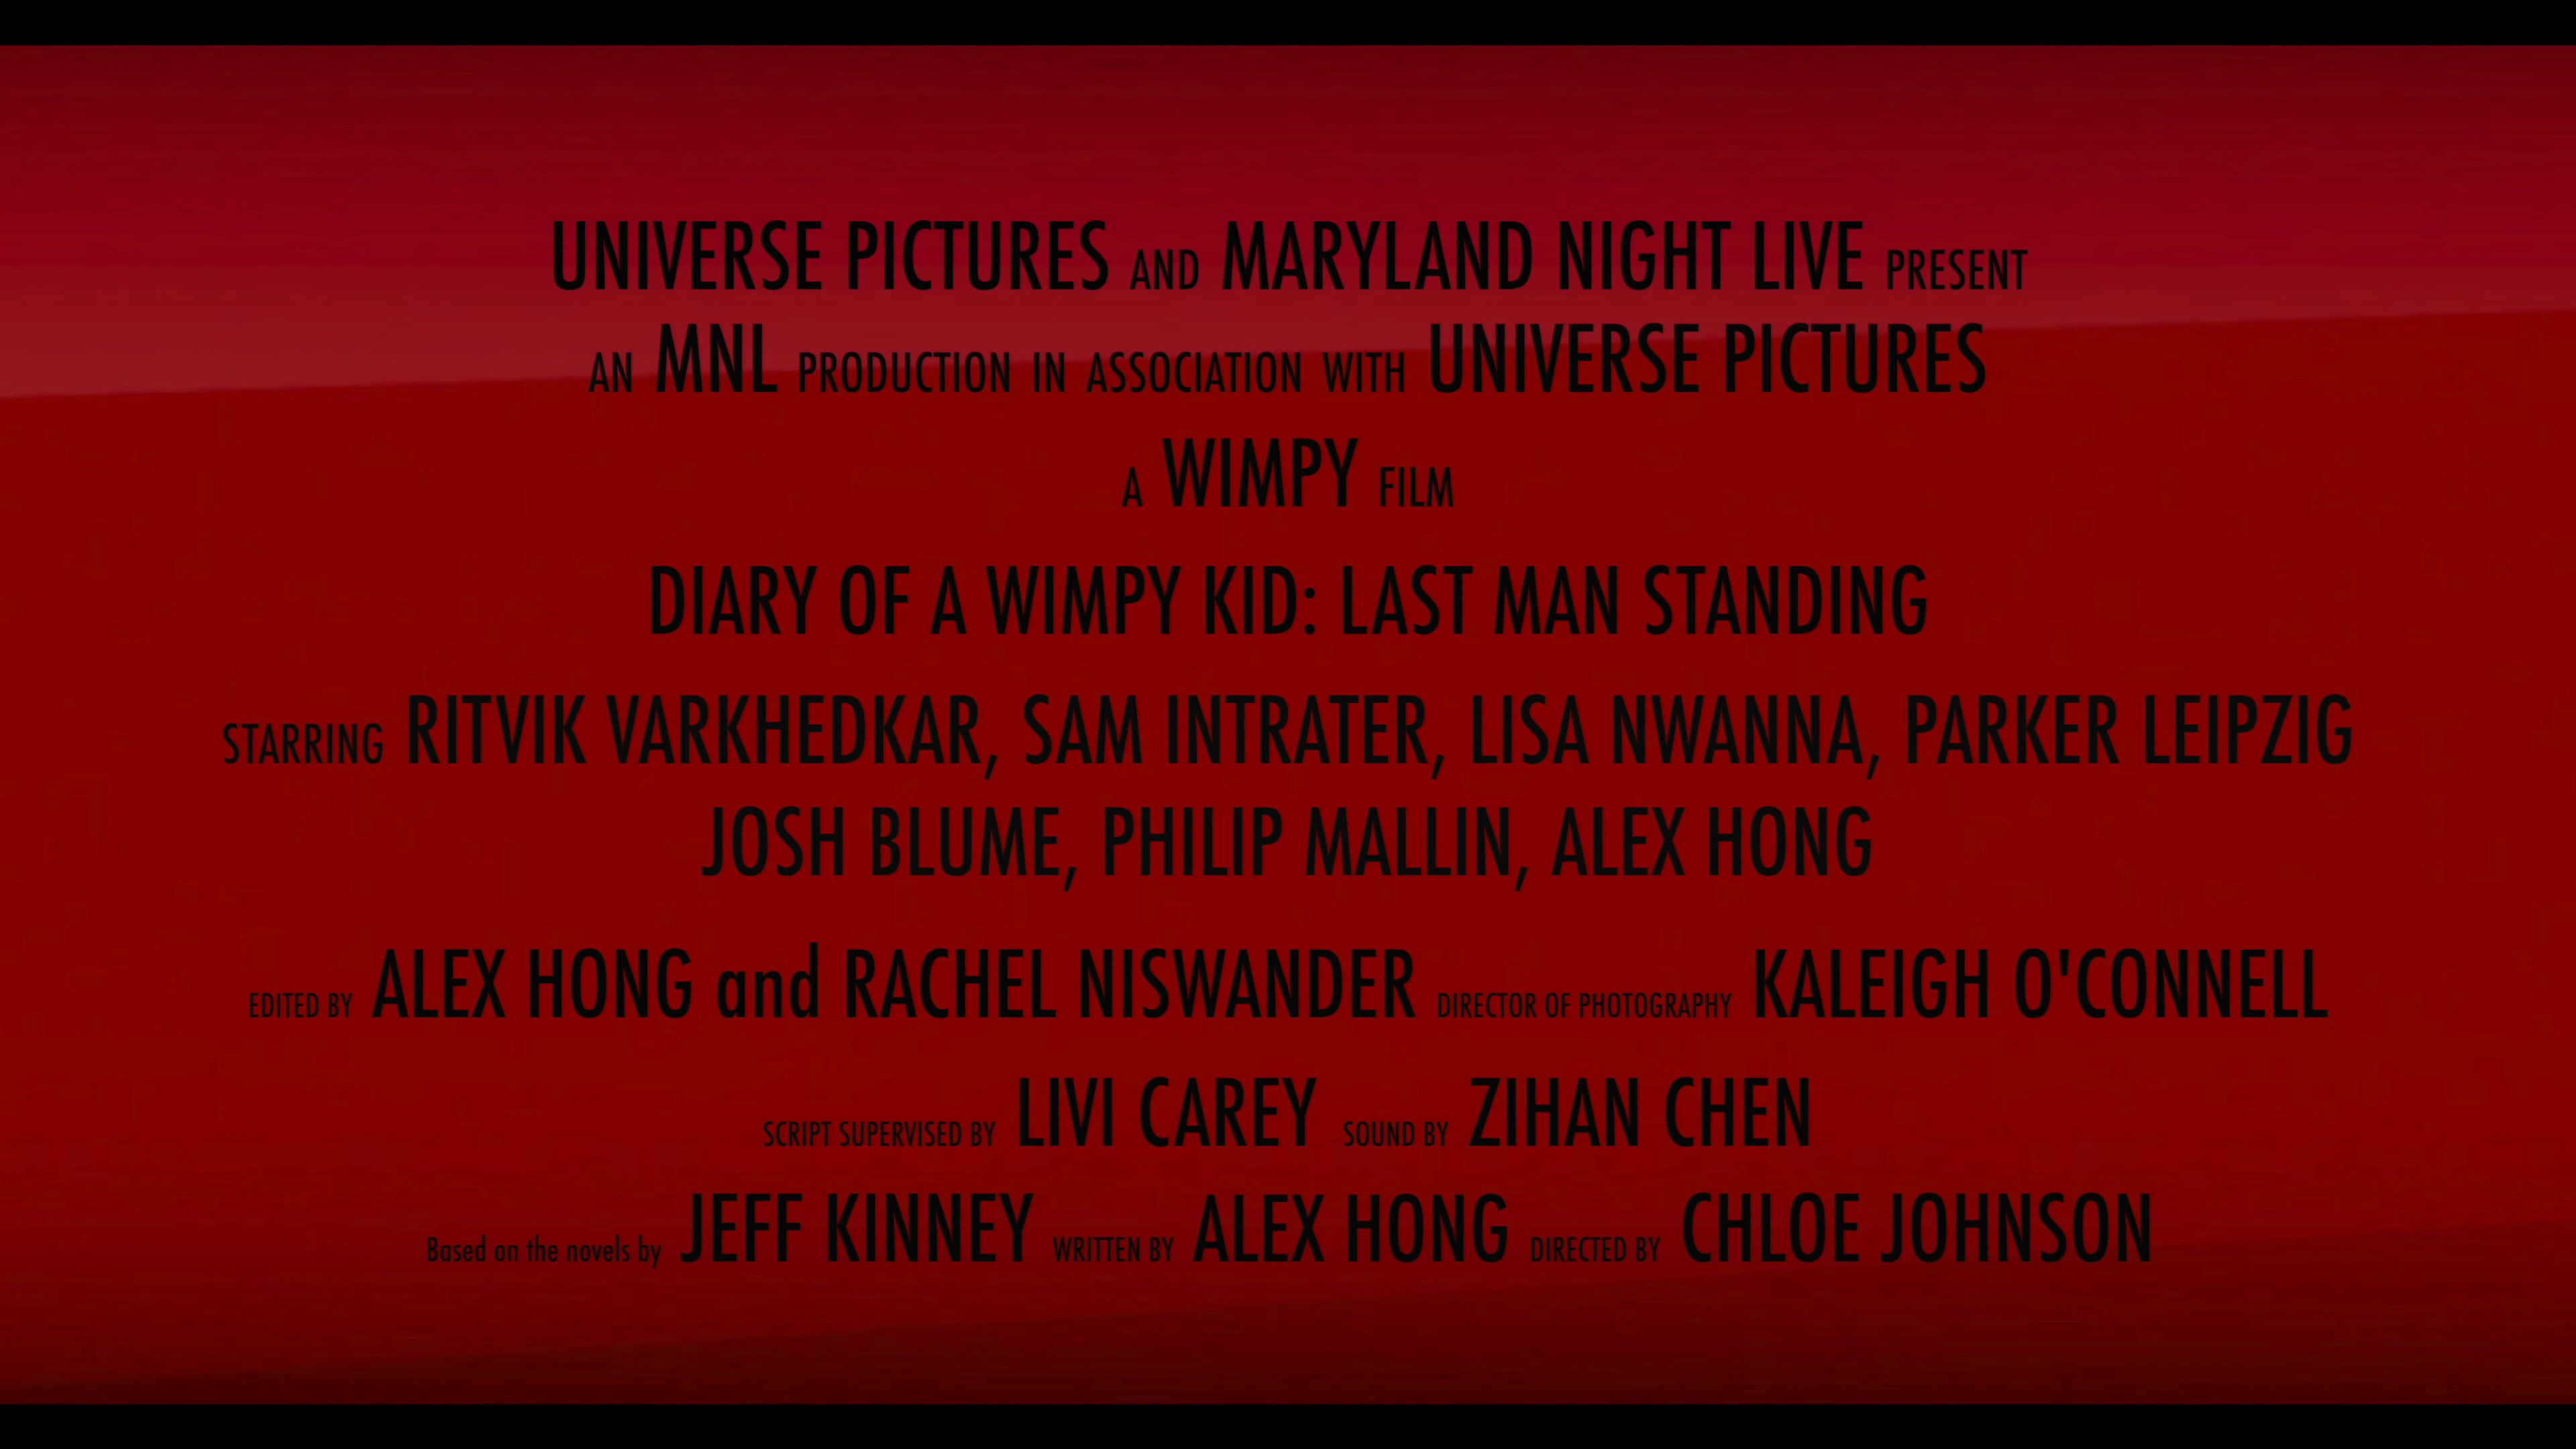 UNIVERSE PICTURES AND MARYLAND NIGHT LIVE PRESENT
AN MNL PRODUCTION IN ASSOCIATION WITH UNIVERSE PICTURES
A WIMPY FILM
DIARY OF A WIMPY KID: LAST MAN STANDING
STARRING RITVIK VARKHEDKAR, SAM INTRATER, LISA NWANNA, PARKER LEIPZIG
JOSH BLUME, PHILIP MALLIN, ALEX HONG
EDITED BY ALEX HONG and RACHEL NISWANDER DIRECTOR OF PHOTOGRAPHY KALEIGH O'CONNELL
SCRIPT SUPERVISED BY LIVI CAREY SOUND BY ZIHAN CHEN
Based on the novels by JEFF KINNEY WRITTEN BY ALEX HONG DIRECTED BY CHLOE JOHNSON